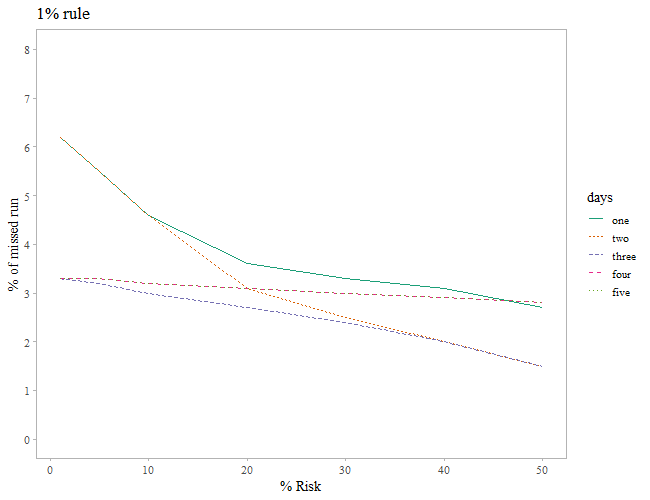 1% rule
% of missed run
8
7
6
5
4
3
2
1
0
0 10 20 30 40 50
% Risk
days
one
two
three
four
five